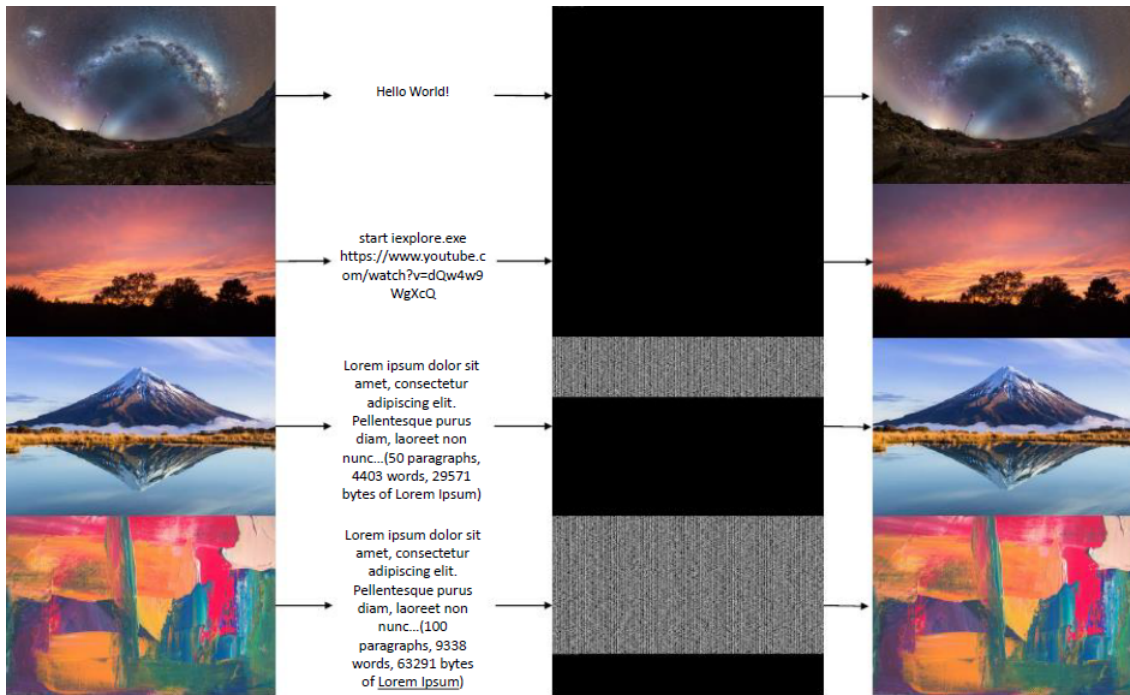 Hello World!
start iexplore.exe
https://www.youtube.c
om/watch?v=dQw4w9
WgXcQ
Lorem ipsum dolor sit
amet, consectetur
adipiscing elit.
Pellentesque purus
diam, laoreet non
nunc...(50 paragraphs,
4403 words, 29571
bytes of Lorem Ipsum)
Lorem ipsum dolor sit
amet, consectetur
adipiscing elit.
Pellentesque purus
diam, laoreet non
nunc...(100
paragraphs, 9338
words, 63291 bytes
of Lorem Ipsum)